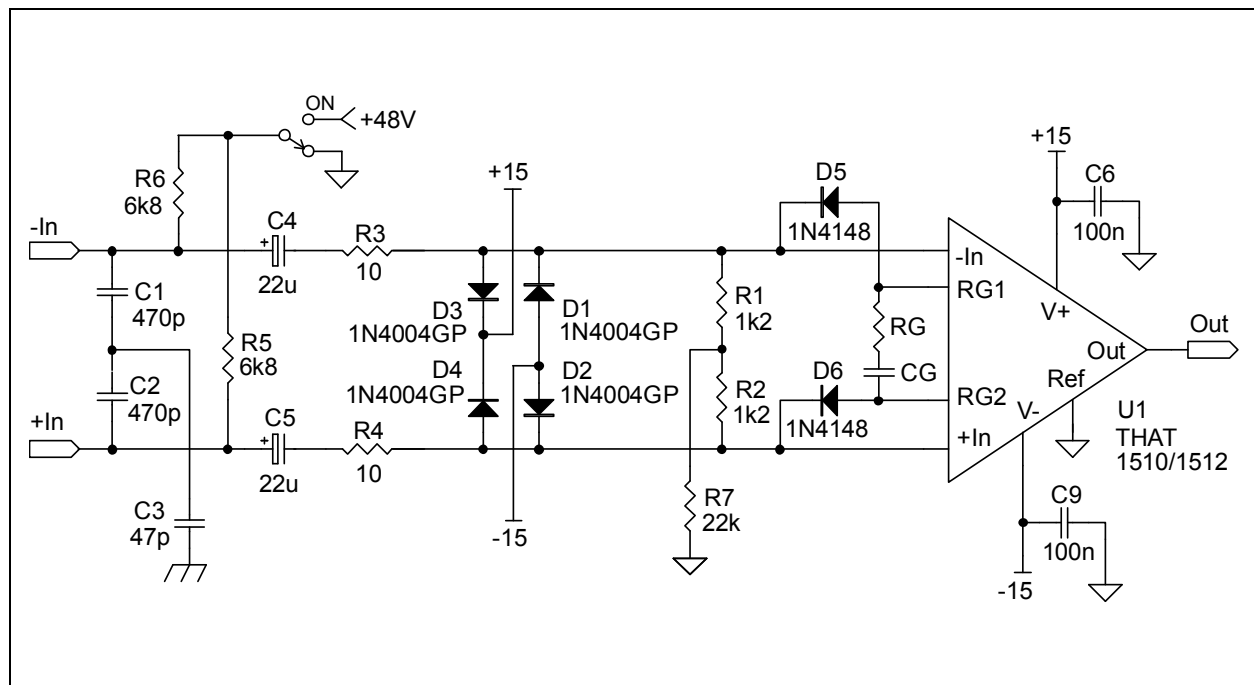 ON
+48V
R6
6k8
-In
C4
+
22u
R3
10
+15
D5
1N4148
+15
C6
100n
C1
470p
R5
6k8
D3
1N4004GP
D1
1N4004GP
R1
1k2
RG
-In
RG1
V+
Out
Out
C2
470p
D4
1N4004GP
D2
1N4004GP
R2
1k2
D6
1N4148
CG
Ref
RG2
V-
+In
U1
THAT
1510/1512
+In
C5
+
22u
R4
10
C3
47p
-15
R7
22k
C9
100n
-15